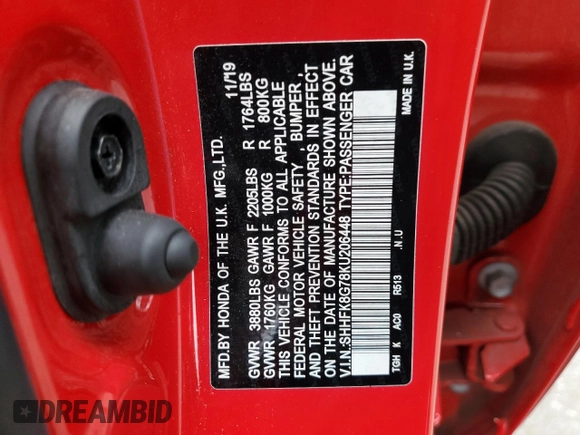 MFD.BY HONDA OF THE U.K. MFG.,LTD. 11/19
GVWR 3880LBS GAWR F 2205LBS R 1764LBS
GVWR 1760KG GAWR F 1000KG R 800KG
THIS VEHICLE CONFORMS TO ALL APPLICABLE
FEDERAL MOTOR VEHICLE SAFETY , BUMPER ,
AND THEFT PREVENTION STANDARDS IN EFFECT
ON THE DATE OF MANUFACTURE SHOWN ABOVE.
V.I.N.:SHHFK8G78KU206448 TYPE:PASSENGER CAR
TGH K AC0 R513 .N.U MADE IN U.K.
DREAMBID